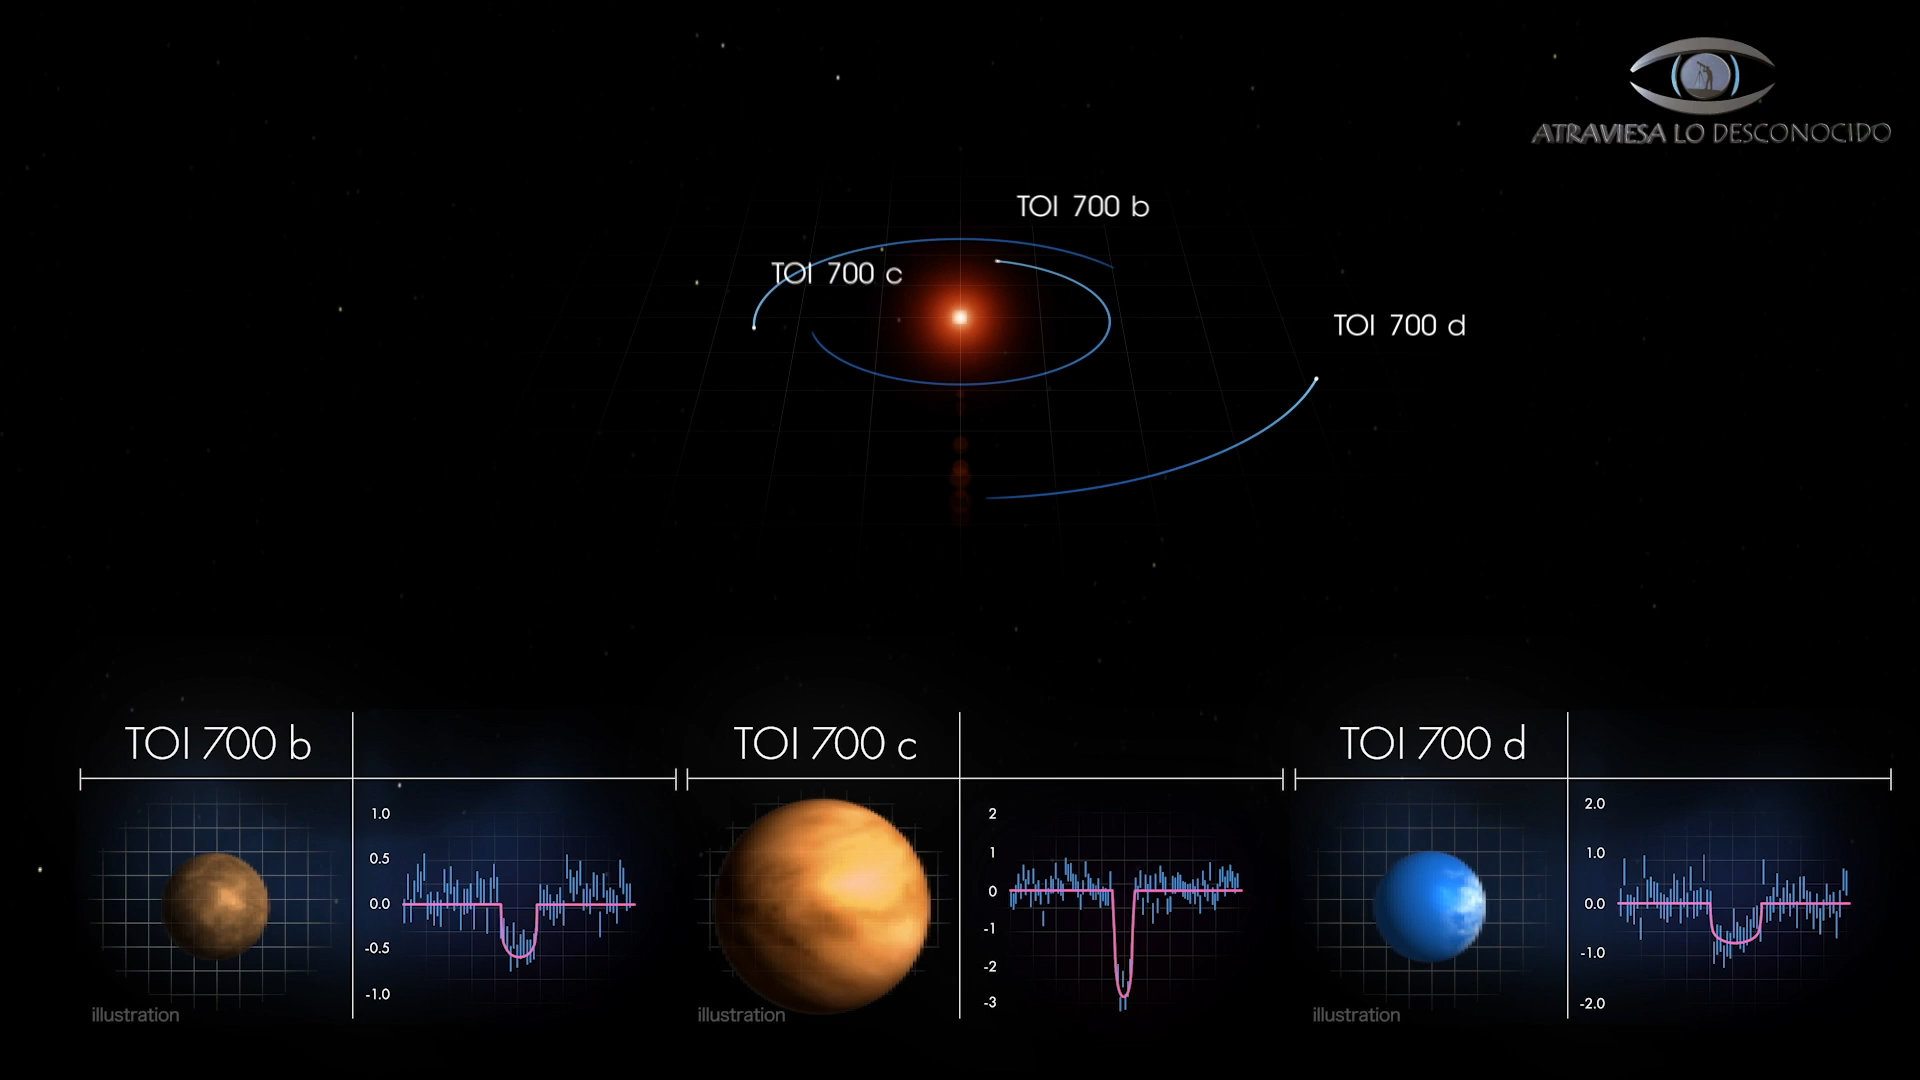 ATRAVIESA LO DESCONOCIDO
TOI 700 b
TOI 700 c
TOI 700 d
TOI 700 b
1.0
0.5
0.0
-0.5
-1.0
illustration
TOI 700 c
2
1
0
-1
-2
-3
illustration
TOI 700 d
2.0
1.0
0.0
-1.0
-2.0
illustration